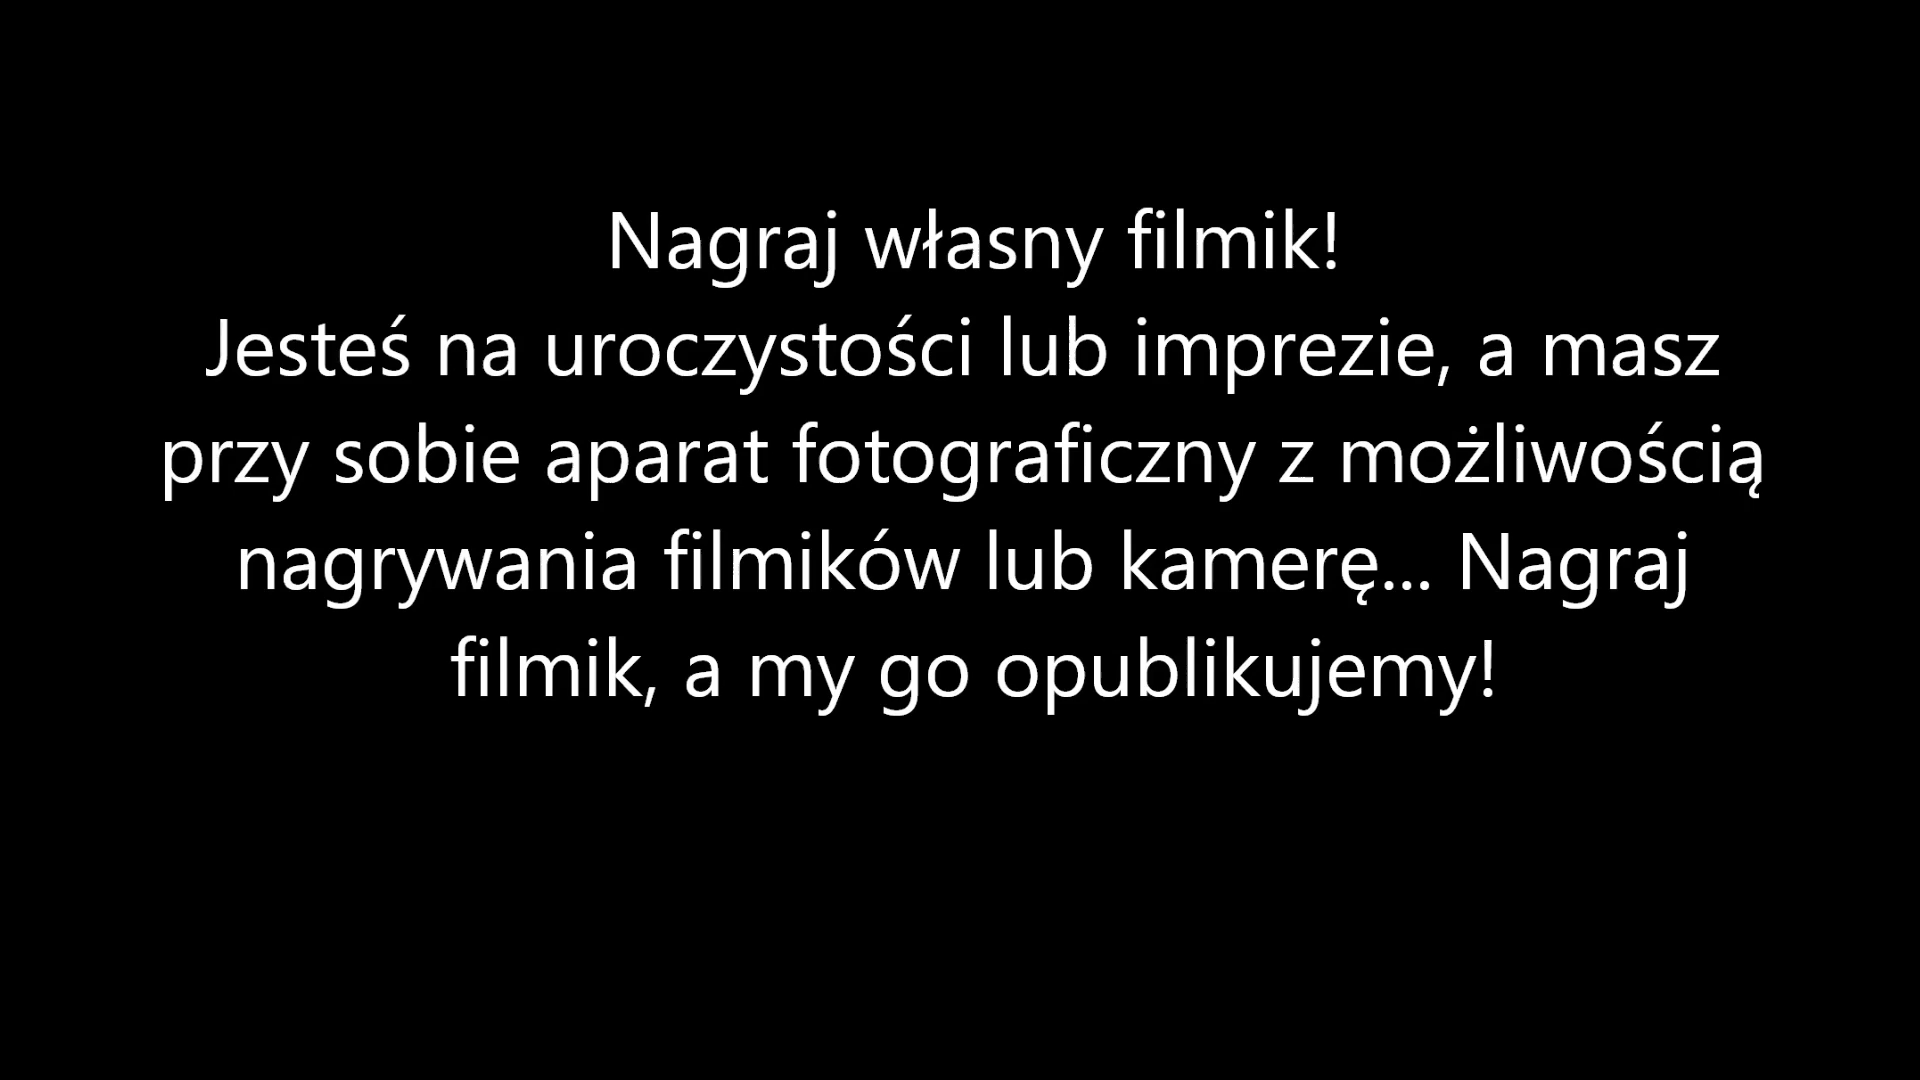 Nagraj własny filmik!
Jesteś na uroczystości lub imprezie, a masz
przy sobie aparat fotograficzny z możliwością
nagrywania filmików lub kamerę... Nagraj
filmik, a my go opublikujemy!